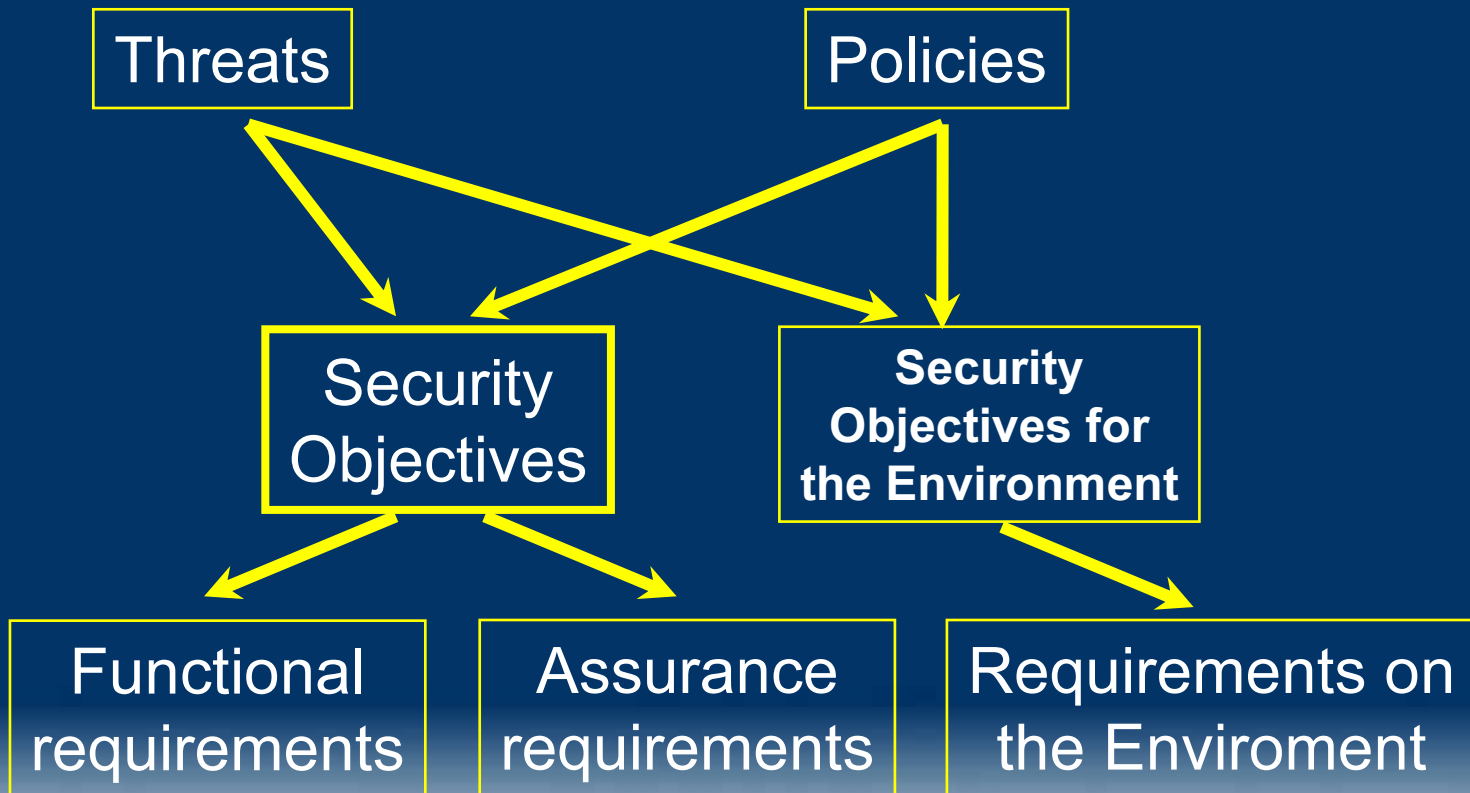 Threats
Policies
Security
Objectives
Security
Objectives for
the Environment
Functional
requirements
Assurance
requirements
Requirements on
the Enviroment